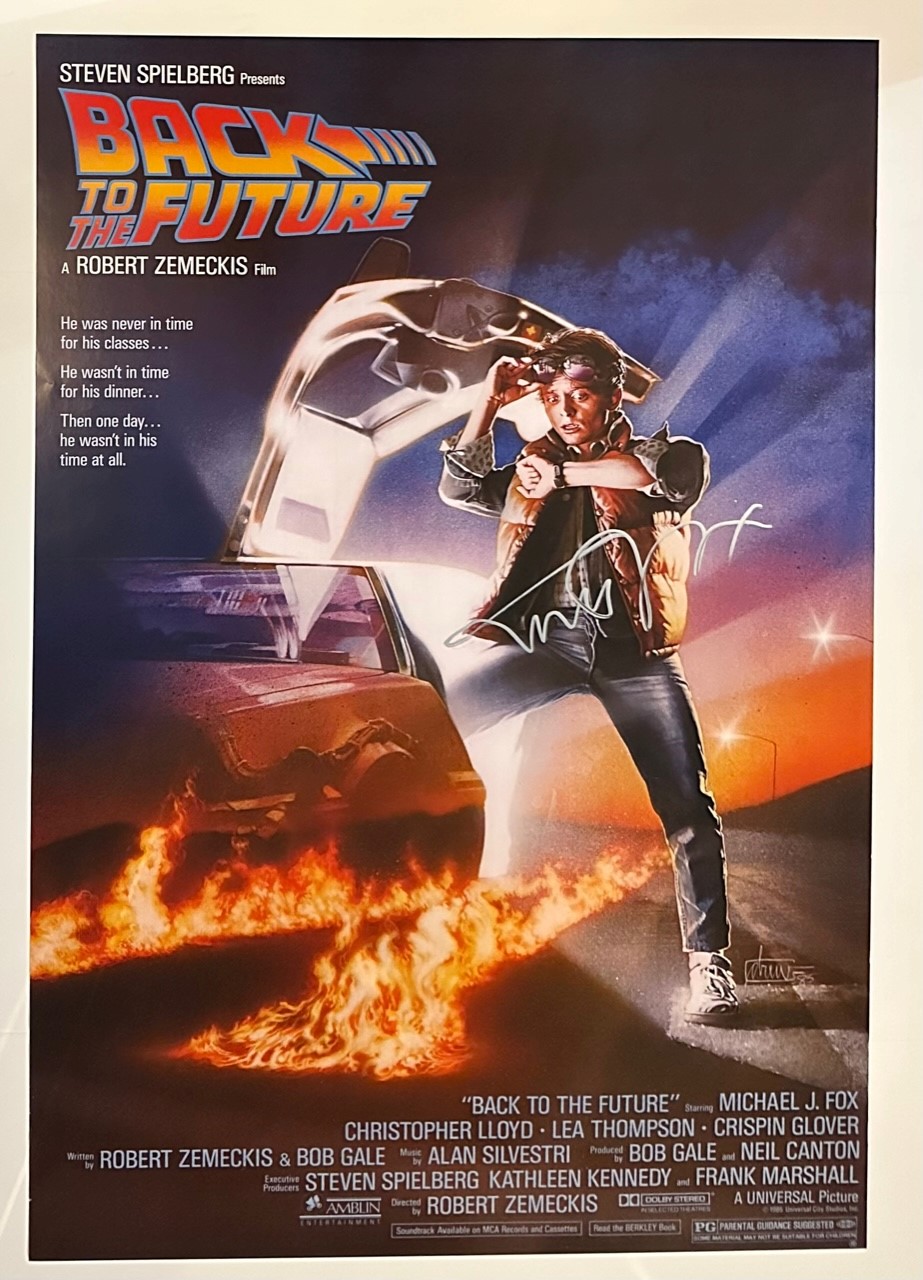 STEVEN SPIELBERG Presents
BACK
TO THE FUTURE
A ROBERT ZEMECKIS Film
He was never in time
for his classes...
He wasn't in time
for his dinner...
Then one day...
he wasn't in his
time at all.
"BACK TO THE FUTURE" Starring MICHAEL J. FOX
CHRISTOPHER LLOYD · LEA THOMPSON · CRISPIN GLOVER
Written by ROBERT ZEMECKIS & BOB GALE Music by ALAN SILVESTRI Produced by BOB GALE and NEIL CANTON
Executive Producers STEVEN SPIELBERG KATHLEEN KENNEDY and FRANK MARSHALL
AMBLIN ENTERTAINMENT Directed by ROBERT ZEMECKIS DOLBY STEREO IN SELECTED THEATRES A UNIVERSAL Picture
© 1985 Universal City Studios, Inc.
Soundtrack Available on MCA Records and Cassettes Read the BERKLEY Book PG PARENTAL GUIDANCE SUGGESTED
SOME MATERIAL MAY NOT BE SUITABLE FOR CHILDREN